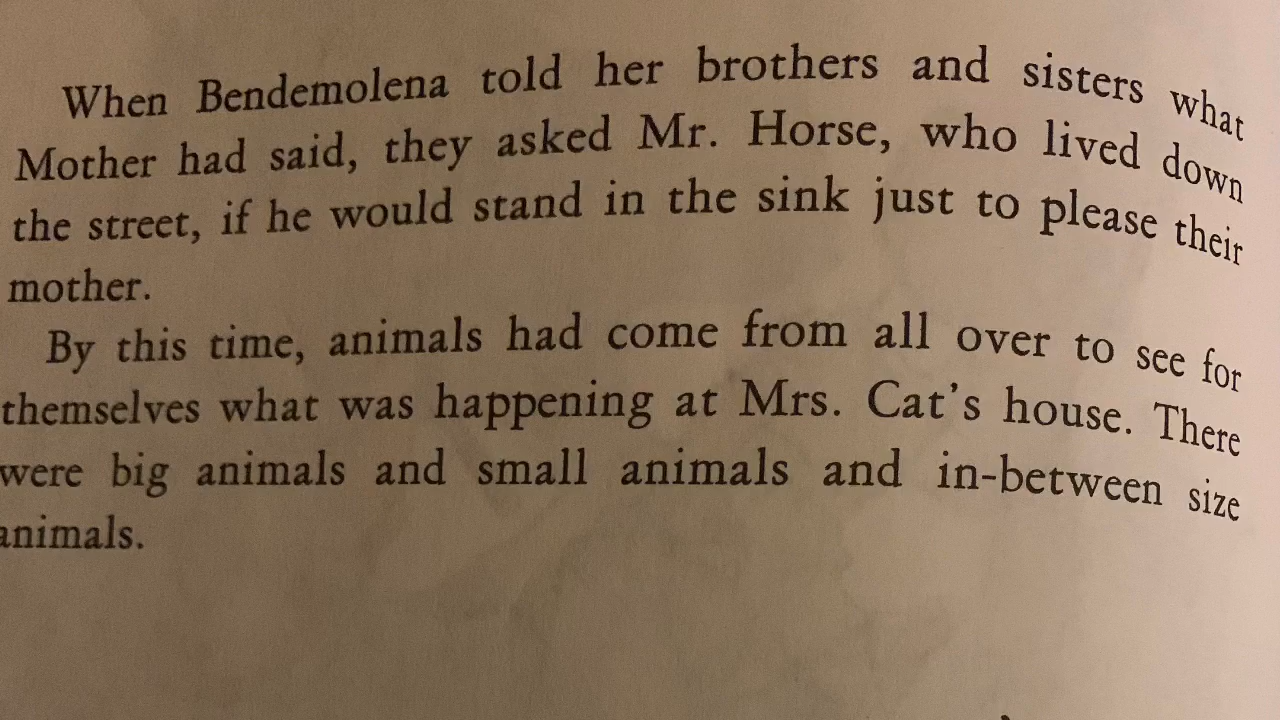 When Bendemolena told her brothers and sisters what
Mother had said, they asked Mr. Horse, who lived down
the street, if he would stand in the sink just to please their
mother.
By this time, animals had come from all over to see for
themselves what was happening at Mrs. Cat's house. There
were big animals and small animals and in-between size
animals.